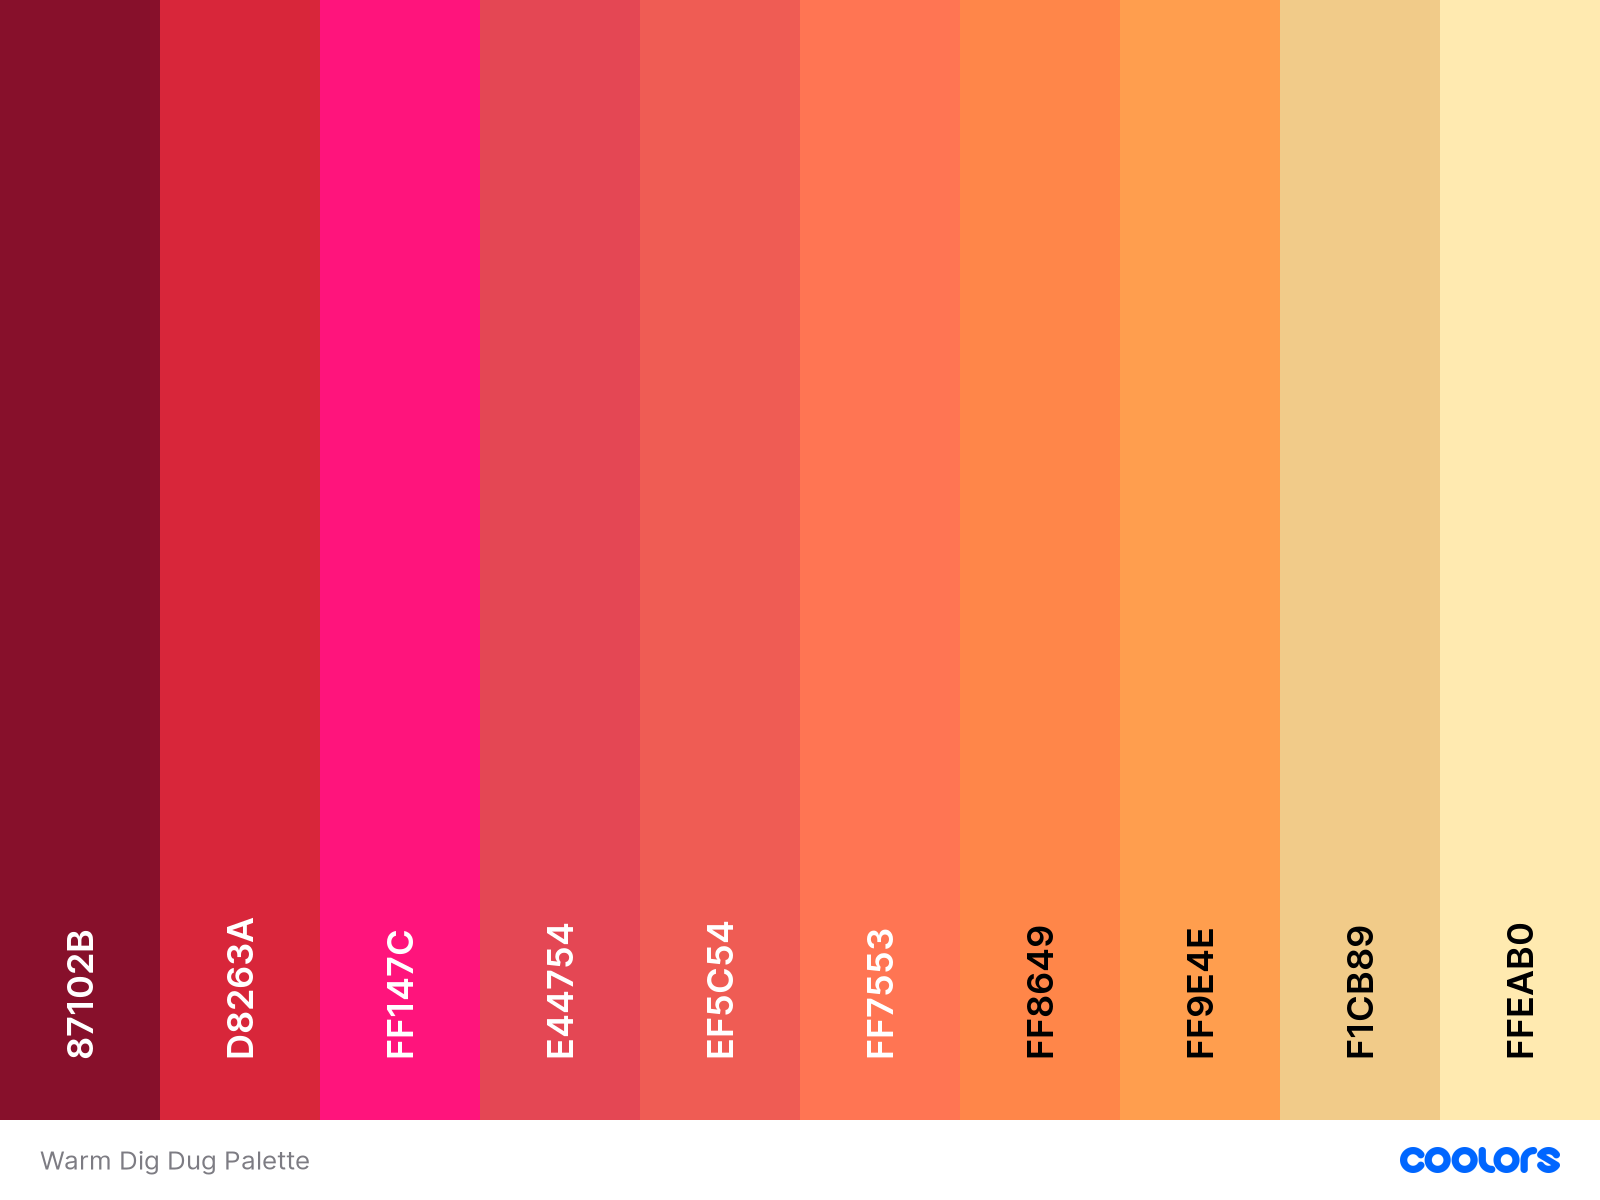 87102B
D8263A
FF147C
E44754
EF5C54
FF7553
FF8649
FF9E4E
F1CB89
FFEAB0
Warm Dig Dug Palette
coolors